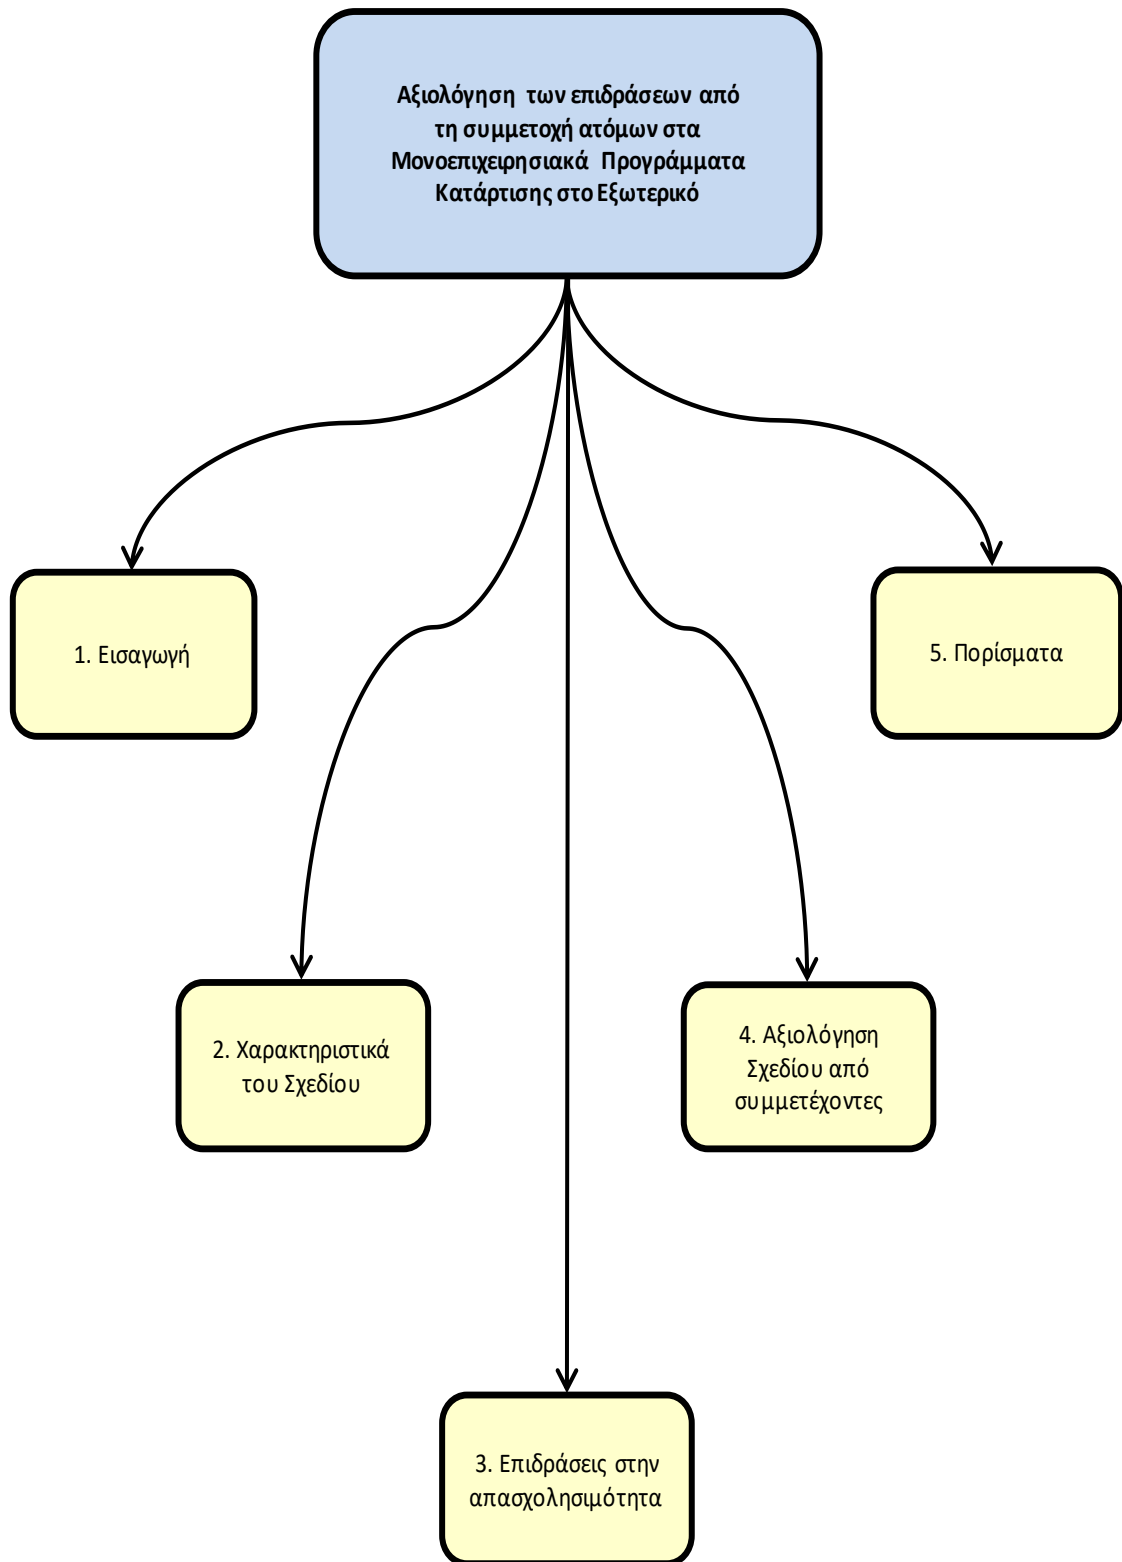 Αξιολόγηση των επιδράσεων από
τη συμμετοχή ατόμων στα
Μονοεπιχειρησιακά Προγράμματα
Κατάρτισης στο Εξωτερικό
1. Εισαγωγή
2. Χαρακτηριστικά
του Σχεδίου
3. Επιδράσεις στην
απασχολησιμότητα
4. Αξιολόγηση
Σχεδίου από
συμμετέχοντες
5. Πορίσματα